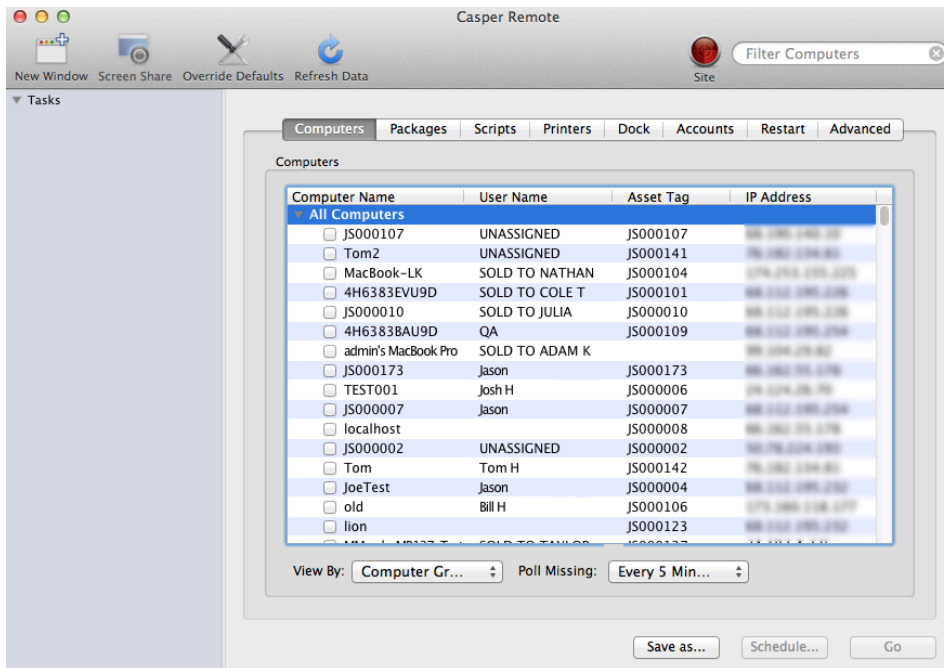 Casper Remote
New Window Screen Share Override Defaults Refresh Data Site Filter Computers
Tasks
Computers Packages Scripts Printers Dock Accounts Restart Advanced
Computers
Computer Name User Name Asset Tag IP Address
All Computers
JS000107 UNASSIGNED JS000107
Tom2 UNASSIGNED JS000141
MacBook-LK SOLD TO NATHAN JS000104
4H6383EVU9D SOLD TO COLE T JS000101
JS000010 SOLD TO JULIA JS000010
4H6383BAU9D QA JS000109
admin's MacBook Pro SOLD TO ADAM K
JS000173 Jason JS000173
TEST001 Josh H JS000006
JS000007 Jason JS000007
localhost JS000008
JS000002 UNASSIGNED JS000002
Tom Tom H JS000142
JoeTest Jason JS000004
old Bill H JS000106
lion JS000123
SOLD TO TAYLOR
View By: Computer Gr... Poll Missing: Every 5 Min...
Save as... Schedule... Go